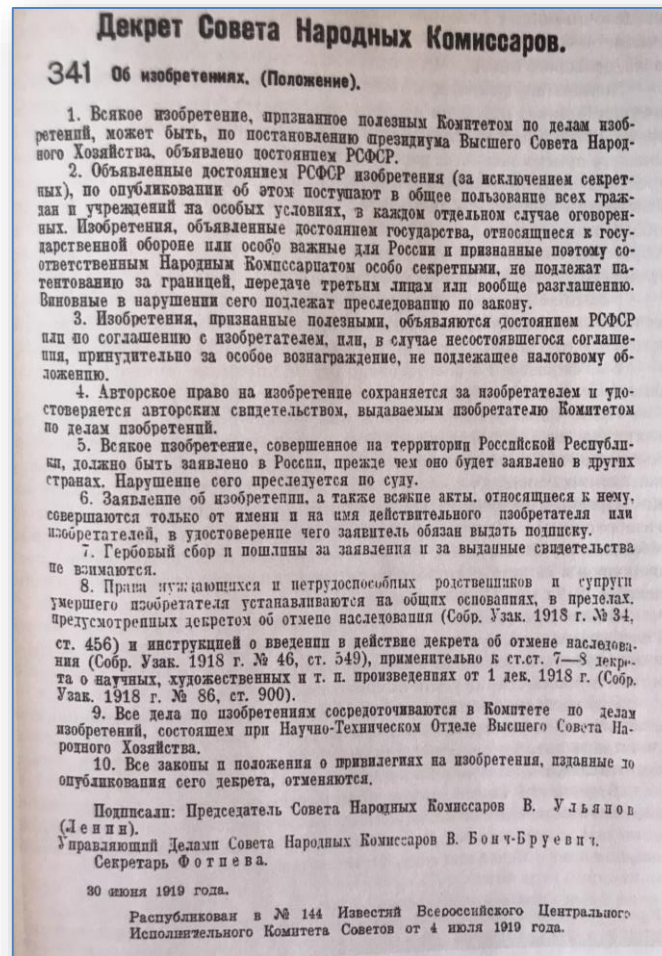 Декрет Совета Народных Комиссаров.
341 Об изобретениях. (Положение).
1. Всякое изобретение, признанное полезным Комитетом по делам изоб-
ретений, может быть, по постановлению президиума Высшего Совета Народ-
ного Хозяйства, объявлено достоянием РСФСР.
2. Объявленные достоянием РСФСР изобретения (за исключением секрет-
ных), по опубликовании об этом поступают в общее пользование всех граж-
дан и учреждений на особых условиях, в каждом отдельном случае оговорен-
ных. Изобретения, объявленные достоянием государства, относящиеся к госу-
дарственной обороне или особо важные для России и признанные поэтому со-
ответственным Народным Комиссариатом особо секретными, не подлежат па-
тентованию за границей, передаче третьим лицам или вообще разглашению.
Виновные в нарушении сего подлежат преследованию по закону.
3. Изобретения, признанные полезными, объявляются достоянием РСФСР
или по соглашению с изобретателем, или, в случае несостоявшегося соглаше-
ния, принудительно за особое вознаграждение, не подлежащее налоговому об-
ложению.
4. Авторское право на изобретение сохраняется за изобретателем и удо-
стоверяется авторским свидетельством, выдаваемым изобретателю Комитетом
по делам изобретений.
5. Всякое изобретение, совершенное на территории Российской Республи-
ки, должно быть заявлено в России, прежде чем оно будет заявлено в других
странах. Нарушение сего преследуется по суду.
6. Заявление об изобретении, а также всякие акты, относящиеся к нему,
совершаются только от имени и на имя действительного изобретателя или
изобретателей, в удостоверение чего заявитель обязан выдать подписку.
7. Гербовый сбор и пошлины за заявления и за выданные свидетельства
не взимаются.
8. Права нуждающихся и нетрудоспособных родственников и супруги
умершего изобретателя устанавливаются на общих основаниях, в пределах,
предусмотренных декретом об отмене наследования (Собр. Узак. 1918 г. № 34,
ст. 456) и инструкцией о введении в действие декрета об отмене наследова-
ния (Собр. Узак. 1918 г. № 46, ст. 549), применительно к ст.ст. 7—8 декре-
та о научных, художественных и т. п. произведениях от 1 дек. 1918 г. (Собр.
Узак. 1918 г. № 86, ст. 900).
9. Все дела по изобретениям сосредоточиваются в Комитете по делам
изобретений, состоящем при Научно-Техническом Отделе Высшего Совета На-
родного Хозяйства.
10. Все законы и положения о привилегиях на изобретения, изданные до
опубликования сего декрета, отменяются.
Подписали: Председатель Совета Народных Комиссаров В. Ульянов
(Ленин).
Управляющий Делами Совета Народных Комиссаров В. Бонч-Бруевич.
Секретарь Фотиева.
30 июня 1919 года.
Распубликован в № 144 Известий Всероссийского Центрального
Исполнительного Комитета Советов от 4 июля 1919 года.